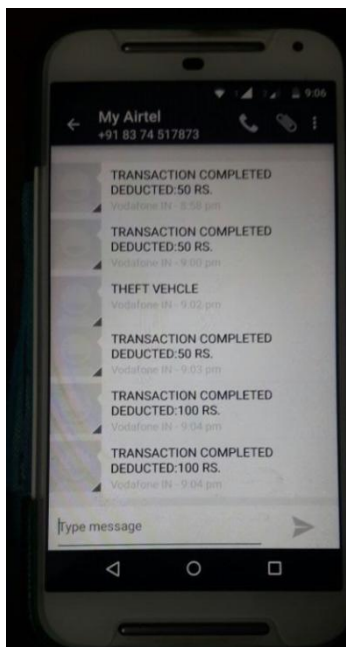 9:06
My Airtel
+91 83 74 517873
TRANSACTION COMPLETED
DEDUCTED:50 RS.
Vodafone IN - 8:58 pm
TRANSACTION COMPLETED
DEDUCTED:50 RS.
Vodafone IN - 9:00 pm
THEFT VEHCLE
Vodafone IN - 9:02 pm
TRANSACTION COMPLETED
DEDUCTED:50 RS.
Vodafone IN - 9:03 pm
TRANSACTION COMPLETED
DEDUCTED:100 RS.
Vodafone IN - 9:04 pm
TRANSACTION COMPLETED
DEDUCTED:100 RS.
Vodafone IN - 9:04 pm
Type message